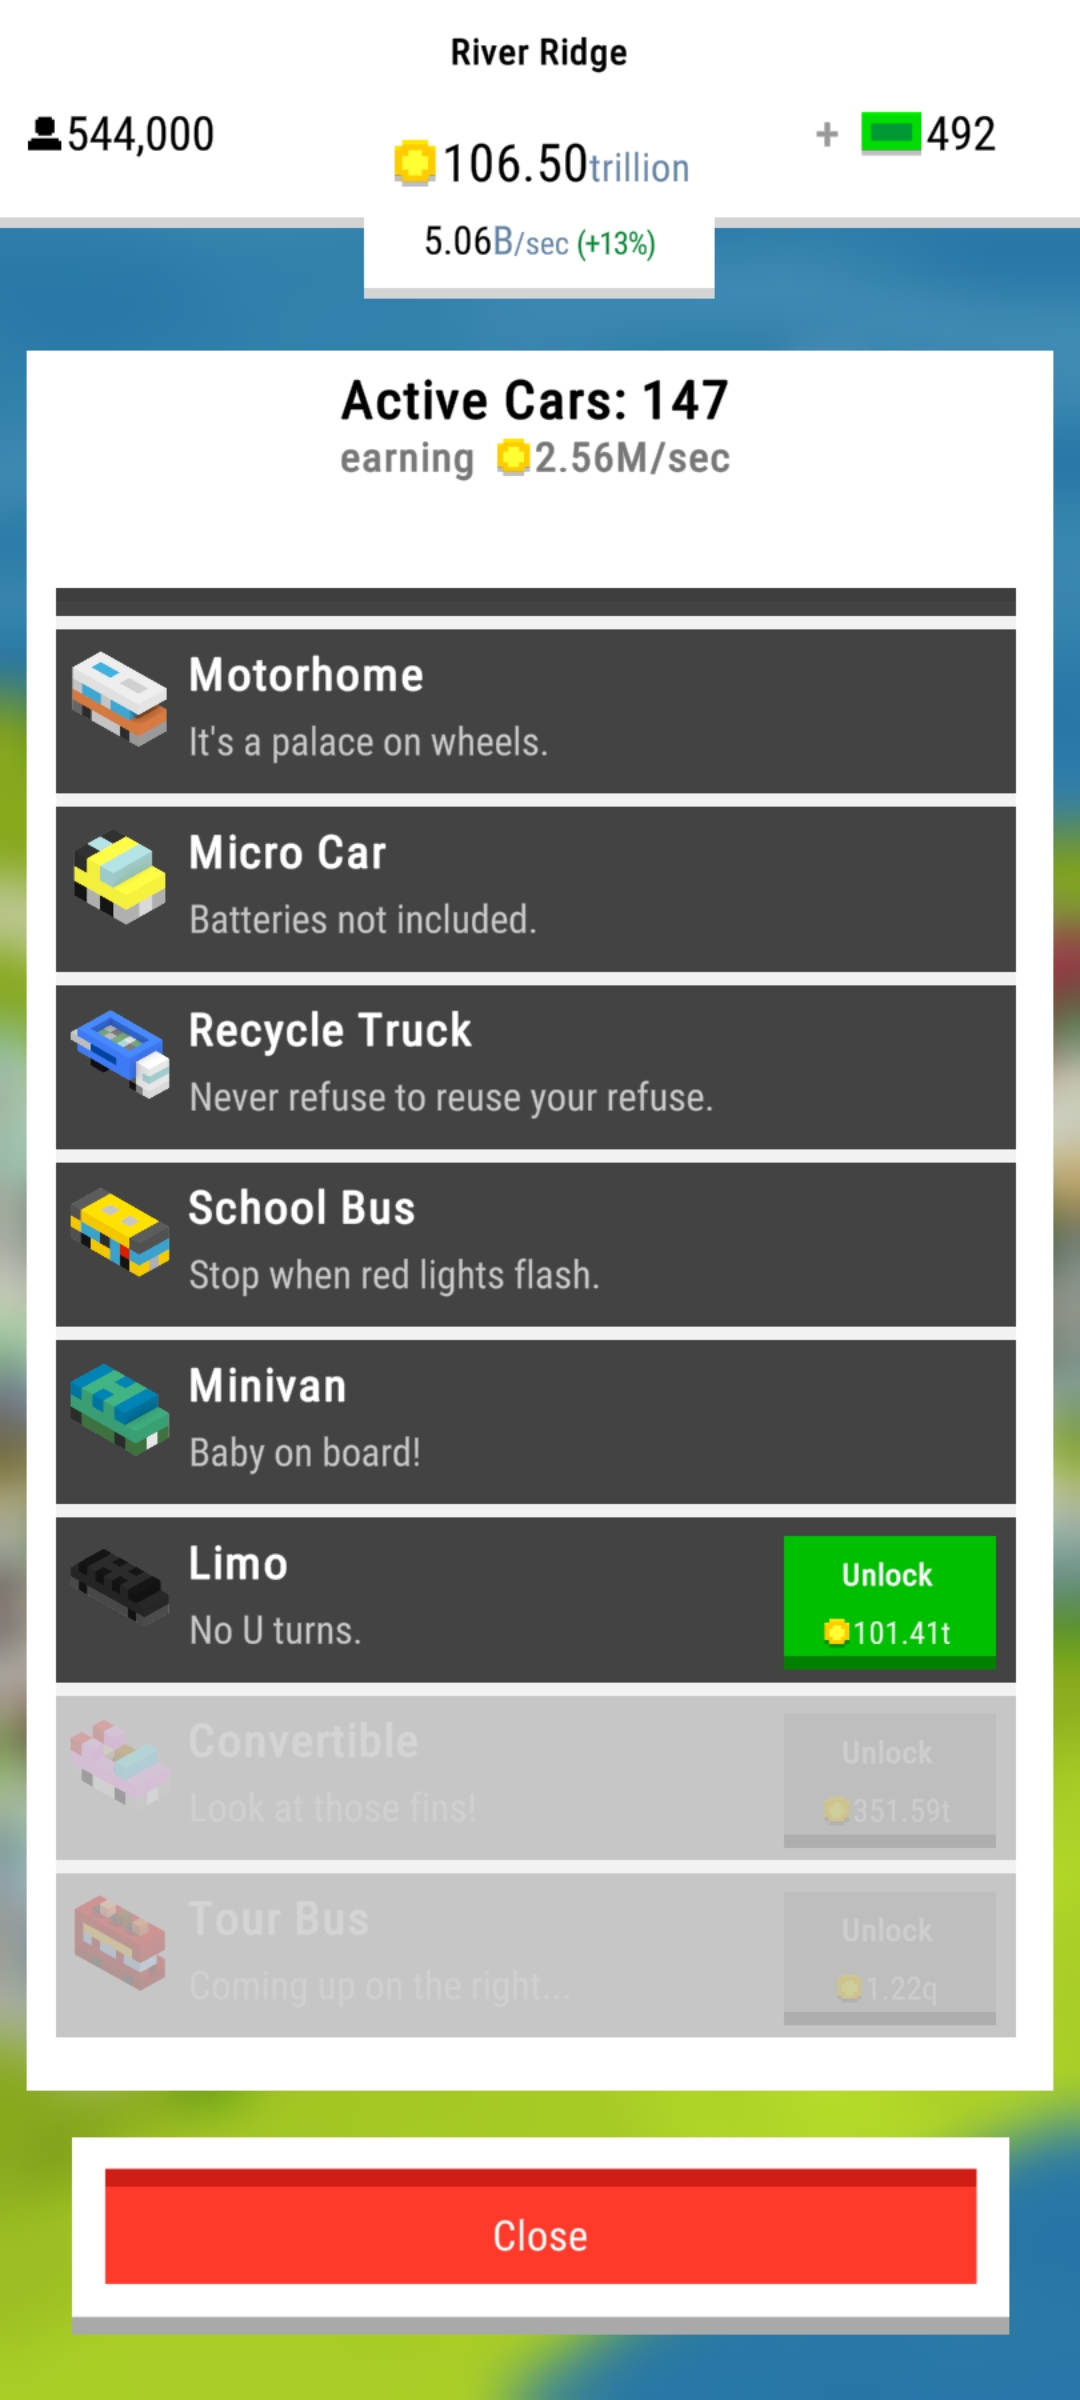 River Ridge
544,000
106.50trillion
+ 492
5.06B/sec (+13%)
Active Cars: 147
earning 2.56M/sec
Motorhome
It's a palace on wheels.
Micro Car
Batteries not included.
Recycle Truck
Never refuse to reuse your refuse.
School Bus
Stop when red lights flash.
Minivan
Baby on board!
Limo
No U turns.
Unlock
101.41t
Convertible
Look at those fins!
Unlock
351.59t
Tour Bus
Coming up on the right...
Unlock
1.22q
Close